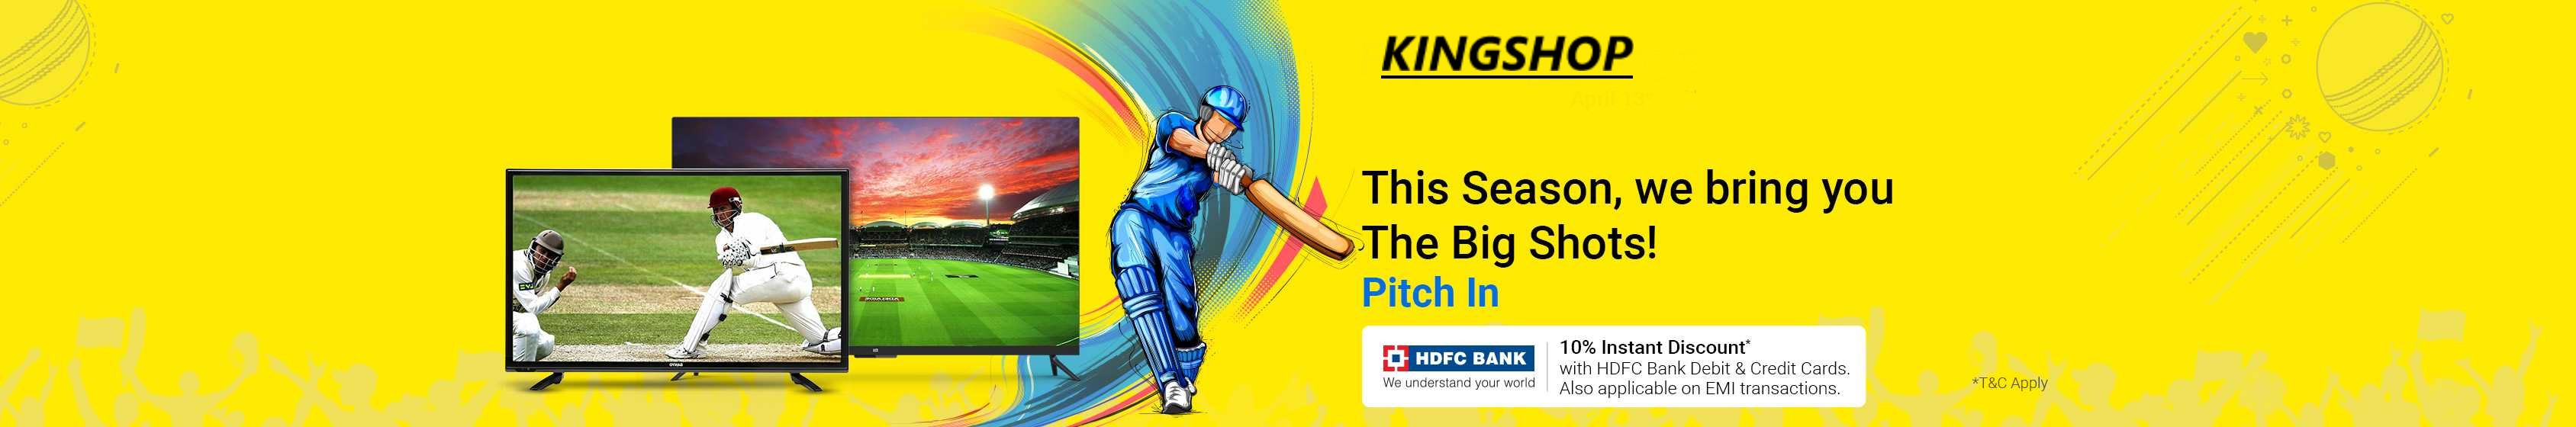 KINGSHOP
This Season, we bring you
The Big Shots!
Pitch In
HDFC BANK
We understand your world
10% Instant Discount*
with HDFC Bank Debit & Credit Cards.
Also applicable on EMI transactions.
*T&C Apply